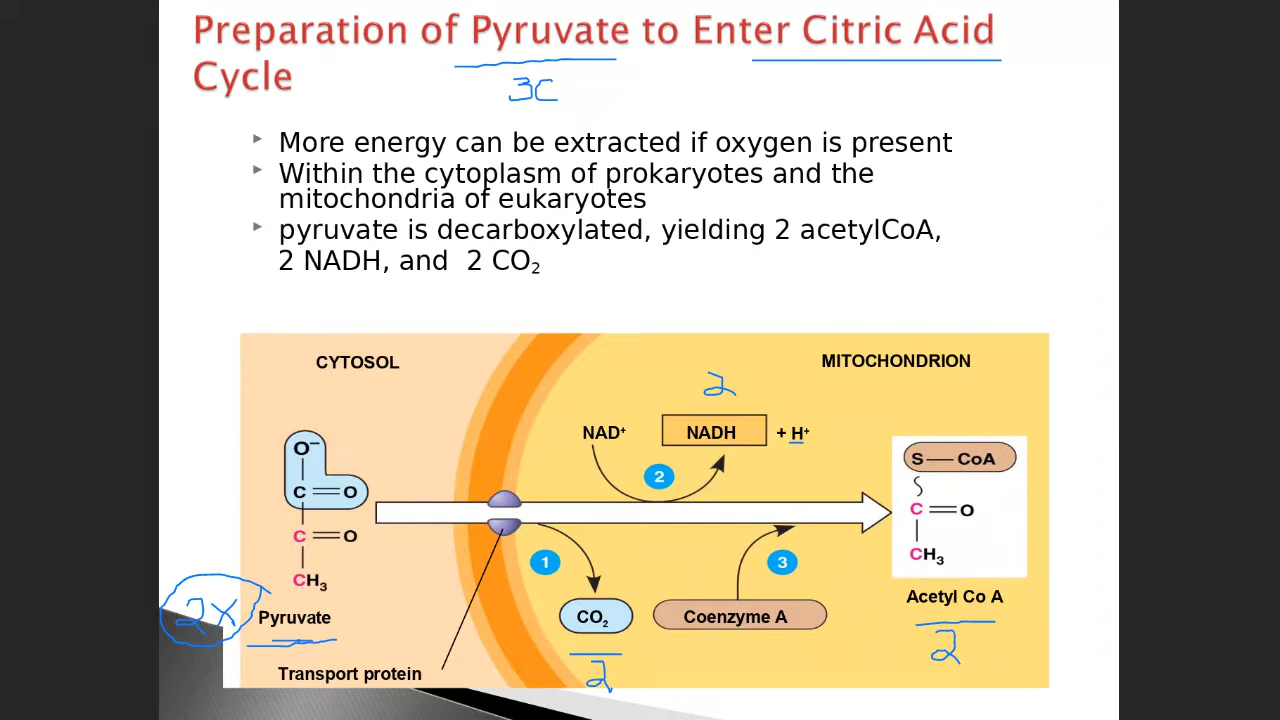 Preparation of Pyruvate to Enter Citric Acid
Cycle
3C
More energy can be extracted if oxygen is present
Within the cytoplasm of prokaryotes and the
mitochondria of eukaryotes
pyruvate is decarboxylated, yielding 2 acetylCoA,
2 NADH, and 2 CO₂
CYTOSOL
MITOCHONDRION
2
NAD⁺
NADH
+ H⁺
O⁻
C=O
C=O
CH₃
2X
Pyruvate
Transport protein
2
1
CO₂
2
3
Coenzyme A
S — CoA
C=O
CH₃
Acetyl Co A
2